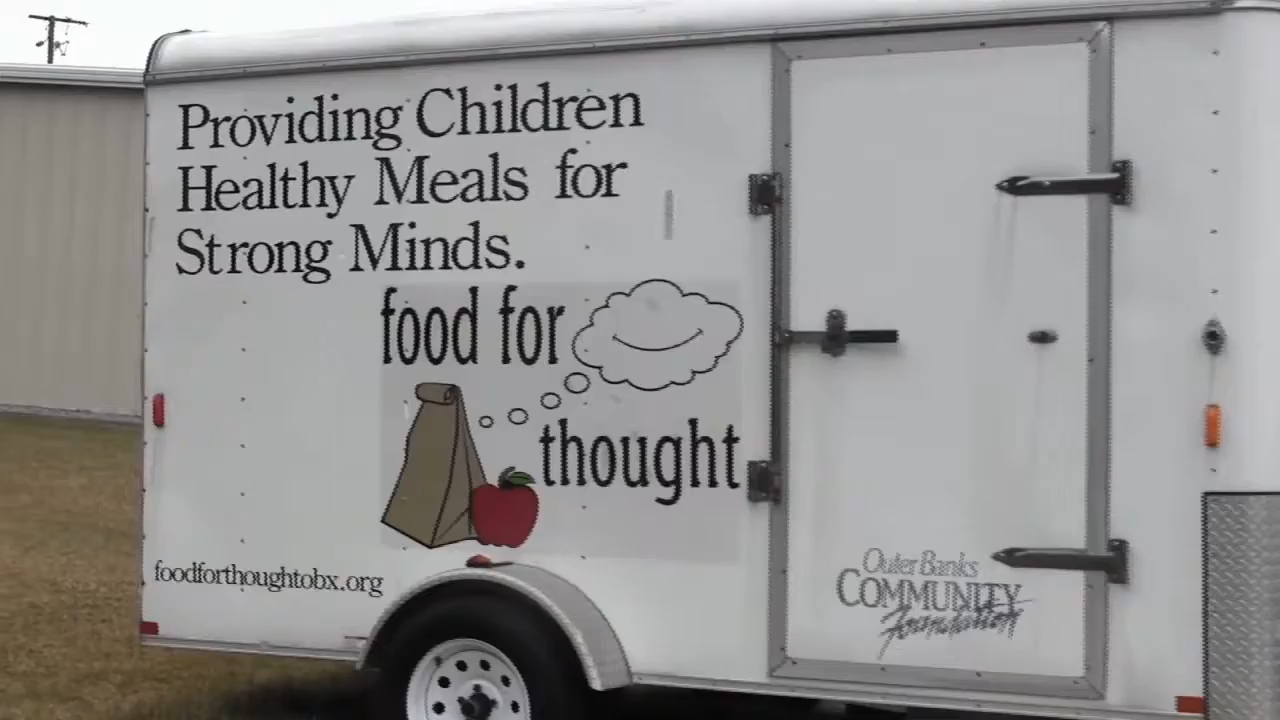 Providing Children
Healthy Meals for
Strong Minds.
food for
thought
foodforthoughtobx.org
Outer Banks
COMMUNITY
Foundation